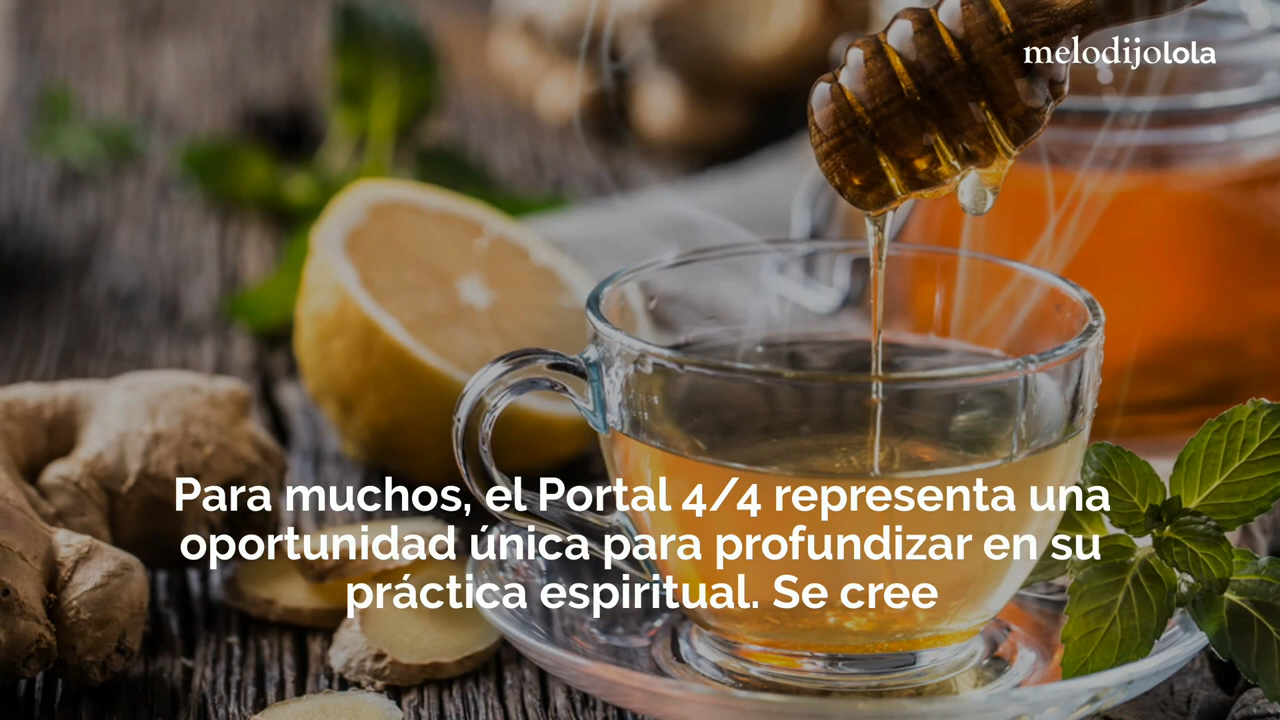 melodijolola
Para muchos, el Portal 4/4 representa una
oportunidad única para profundizar en su
práctica espiritual. Se cree